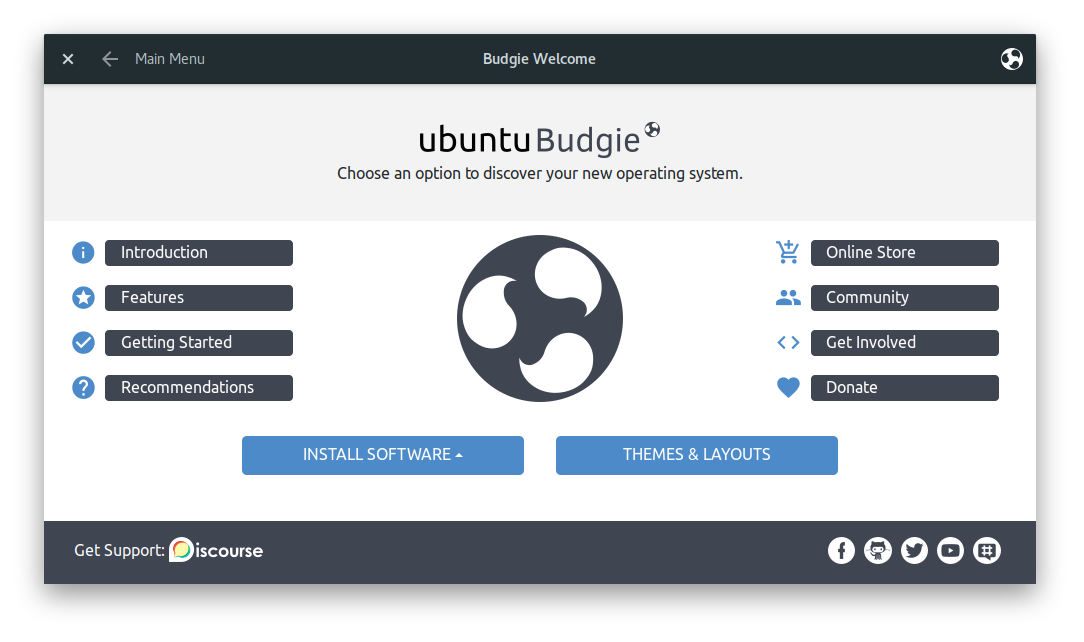 Main Menu
Budgie Welcome
ubuntu Budgie
Choose an option to discover your new operating system.
Introduction
Features
Getting Started
Recommendations
Online Store
Community
Get Involved
Donate
INSTALL SOFTWARE
THEMES & LAYOUTS
Get Support: Discourse